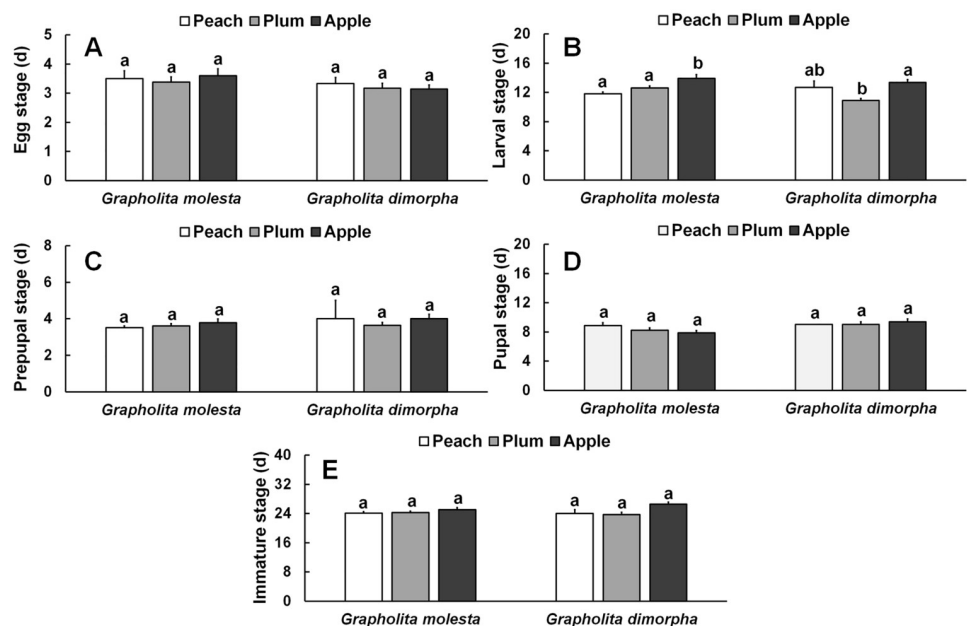 Peach Plum Apple
A
Egg stage (d)
6
5
4
3
2
1
0
a a a a a a
Grapholita molesta Grapholita dimorpha
Peach Plum Apple
B
Larval stage (d)
20
16
12
8
4
0
a a b ab b a
Grapholita molesta Grapholita dimorpha
Peach Plum Apple
C
Prepupal stage (d)
8
6
4
2
0
a a a a a a
Grapholita molesta Grapholita dimorpha
Peach Plum Apple
D
Pupal stage (d)
20
16
12
8
4
0
a a a a a a
Grapholita molesta Grapholita dimorpha
Peach Plum Apple
E
Immature stage (d)
40
32
24
16
8
0
a a a a a a
Grapholita molesta Grapholita dimorpha